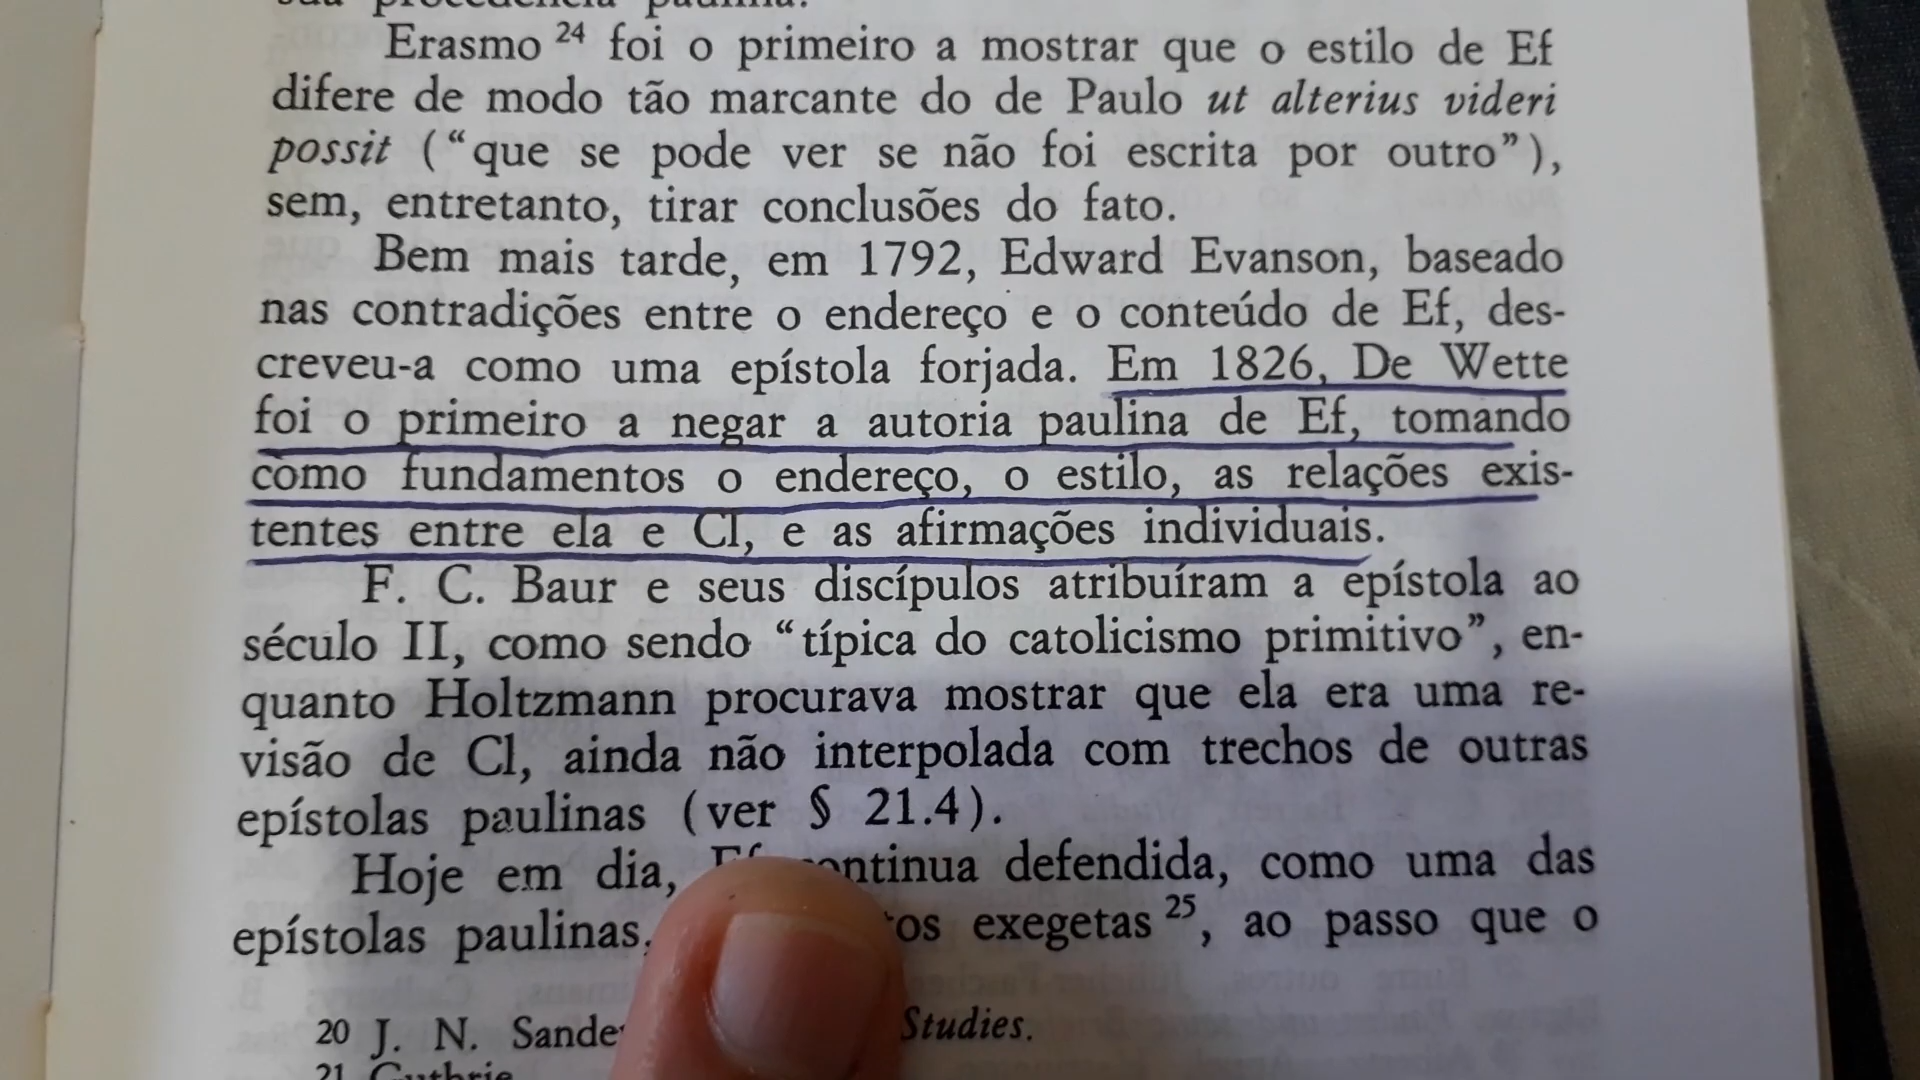 sua procedência paulina.
Erasmo 24 foi o primeiro a mostrar que o estilo de Ef
difere de modo tão marcante do de Paulo ut alterius videri
possit (“que se pode ver se não foi escrita por outro”),
sem, entretanto, tirar conclusões do fato.
Bem mais tarde, em 1792, Edward Evanson, baseado
nas contradições entre o endereço e o conteúdo de Ef, des-
creveu-a como uma epístola forjada. Em 1826, De Wette
foi o primeiro a negar a autoria paulina de Ef, tomando
como fundamentos o endereço, o estilo, as relações exis-
tentes entre ela e Cl, e as afirmações individuais.
F. C. Baur e seus discípulos atribuíram a epístola ao
século II, como sendo “típica do catolicismo primitivo”, en-
quanto Holtzmann procurava mostrar que ela era uma re-
visão de Cl, ainda não interpolada com trechos de outras
epístolas paulinas (ver § 21.4).
Hoje em dia, Ef continua defendida, como uma das
epístolas paulinas, exegetas 25, ao passo que o
20 J. N. Studies.
21 Guthrie